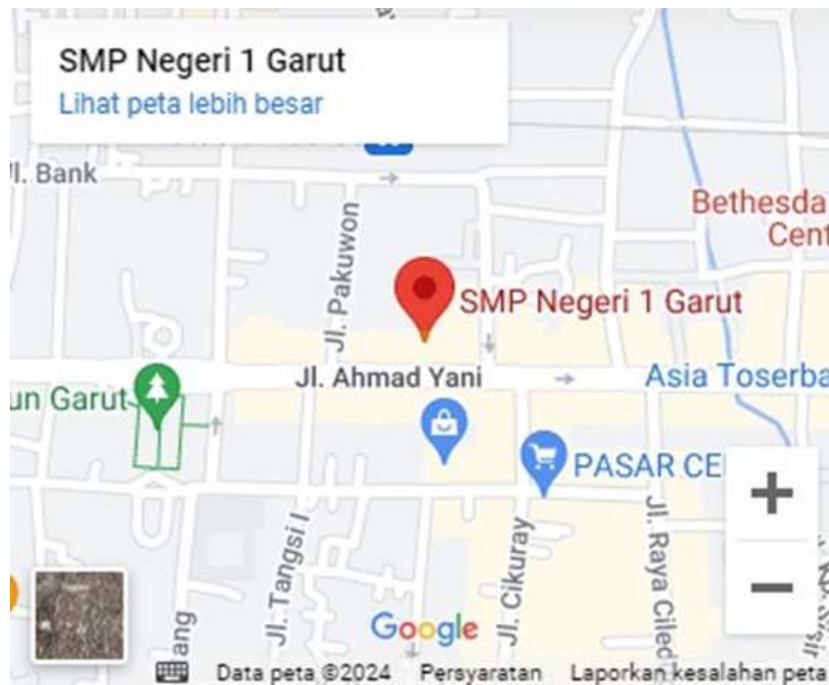 SMP Negeri 1 Garut
Lihat peta lebih besar
Jl. Bank
Bethesda
Cent
Jl. Pakuwon
SMP Negeri 1 Garut
Jl. Ahmad Yani
Asia Toserba
un Garut
PASAR CE
Jl. Tangsi I
Jl. Cikuray
Jl. Raya Ciledu
ang
Google
Data peta ©2024 Persyaratan Laporkan kesalahan peta